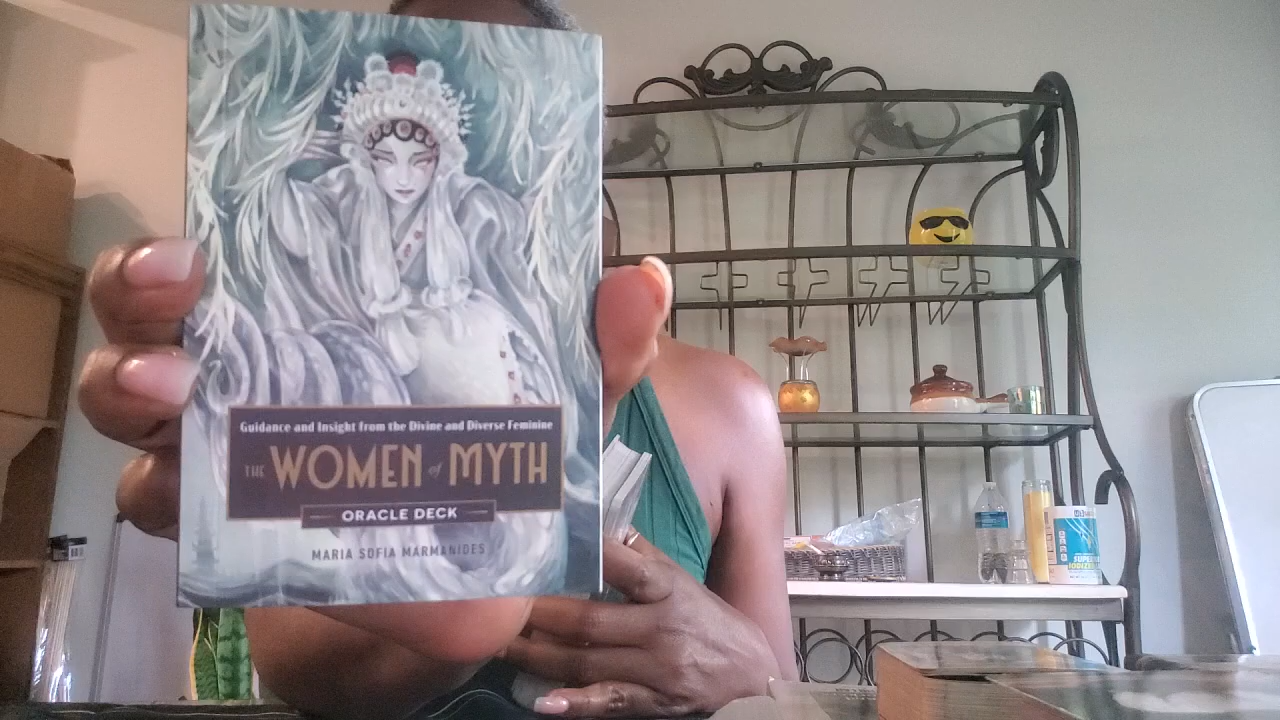 Guidance and Insight from the Divine and Diverse Feminine
THE WOMEN of MYTH
ORACLE DECK
MARIA SOFIA MARMANIDES